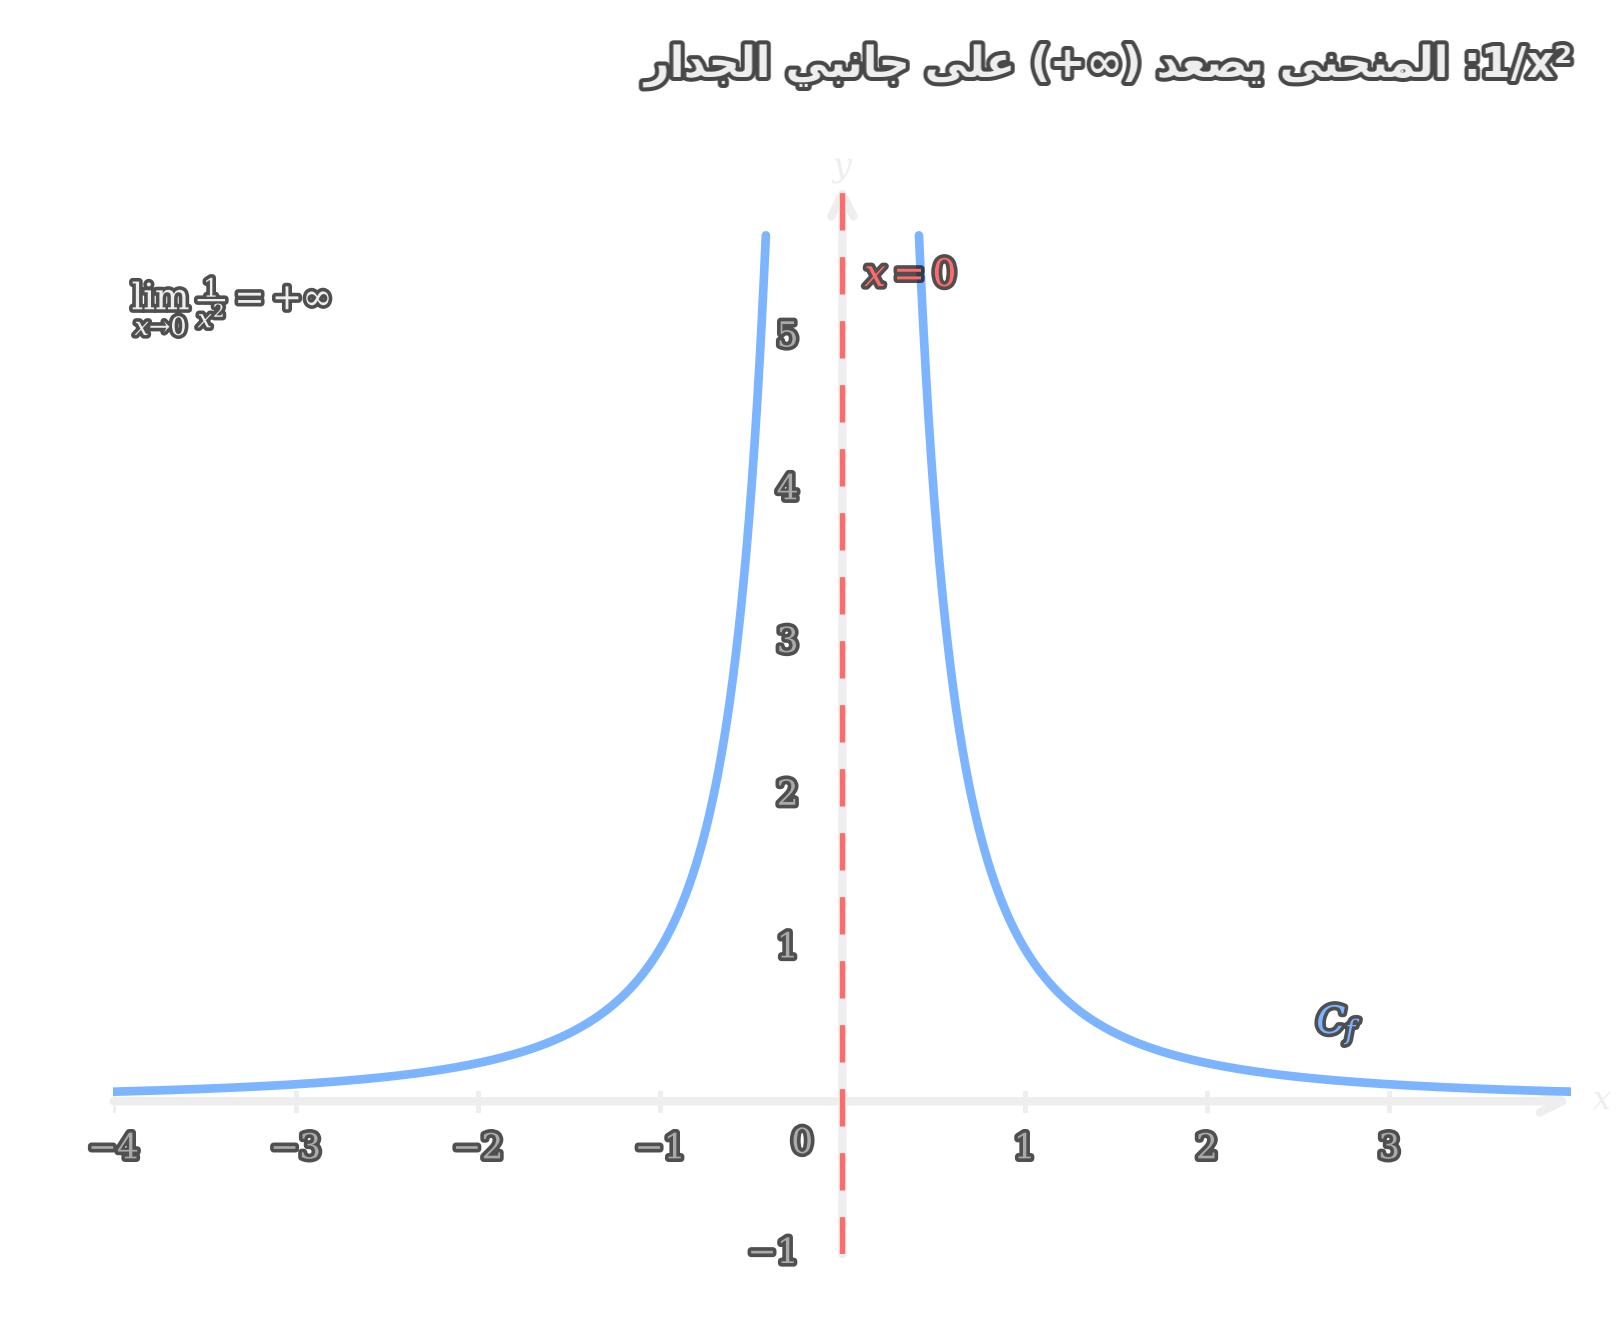 1/x²: المنحنى يصعد (+∞) على جانبي الجدار
y
x = 0
lim x→0 1/x² = +∞
5
4
3
2
1
C_f
x
−4 −3 −2 −1 0 1 2 3
−1